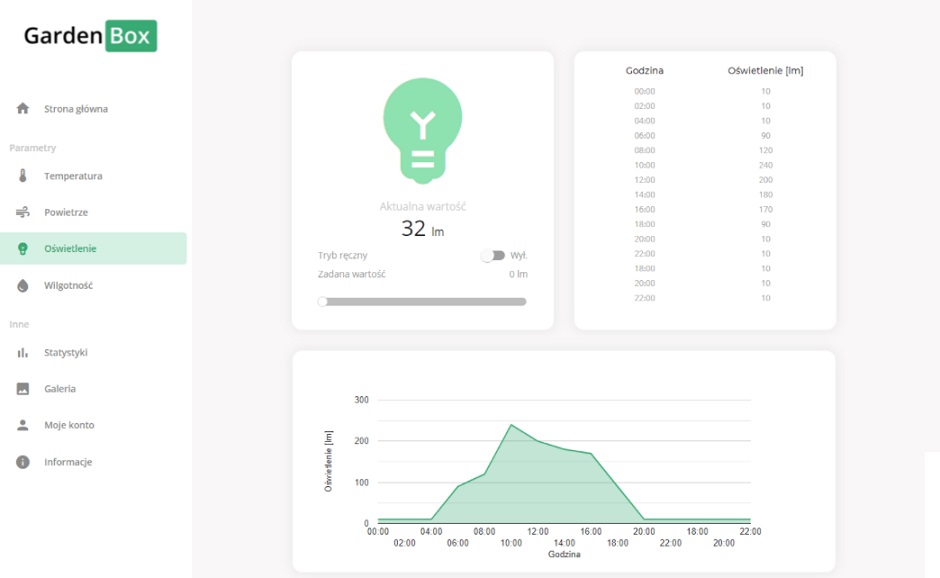 Garden Box
Strona główna
Parametry
Temperatura
Powietrze
Oświetlenie
Wilgotność
Inne
Statystyki
Galeria
Moje konto
Informacje
Aktualna wartość
32 lm
Tryb ręczny Wył.
Zadana wartość 0 lm
Godzina Oświetlenie [lm]
00:00 10
02:00 10
04:00 10
06:00 90
08:00 120
10:00 240
12:00 200
14:00 180
16:00 170
18:00 90
20:00 10
22:00 10
18:00 10
20:00 10
22:00 10
Oświetlenie [lm]
300
200
100
0
00:00 04:00 08:00 12:00 16:00 20:00 18:00 22:00
02:00 06:00 10:00 14:00 18:00 22:00 20:00
Godzina